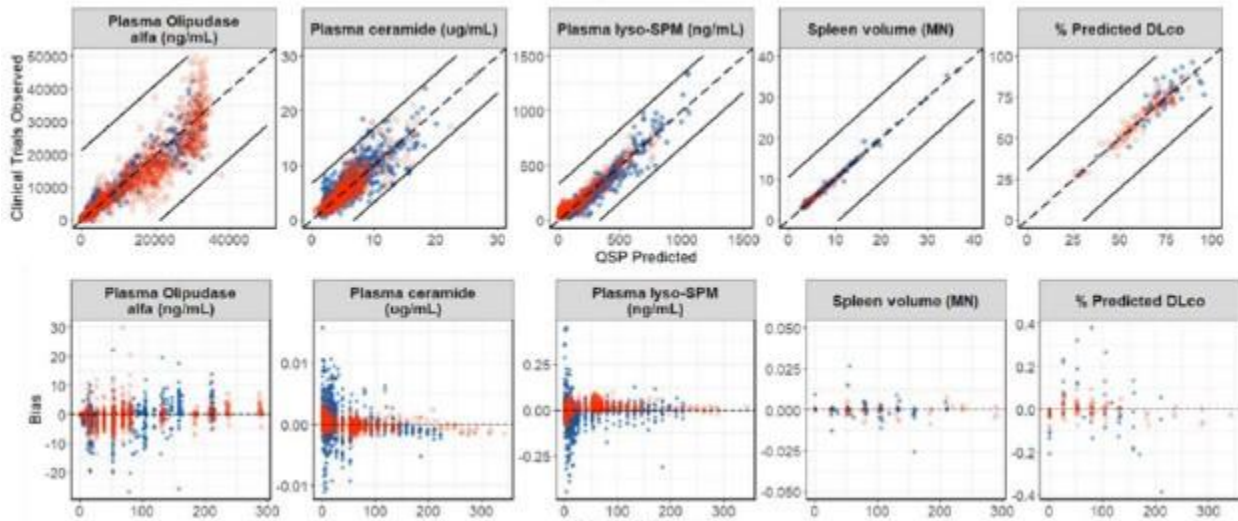 Plasma Olipudase
alfa (ng/mL)
Plasma ceramide (ug/mL)
Plasma lyso-SPM (ng/mL)
Spleen volume (MN)
% Predicted DLco
Clinical Trials Observed
50000
40000
30000
20000
10000
0
0 20000 40000
30
20
10
0
0 10 20 30
1500
1000
500
0
0 500 1000 1500
40
30
20
10
0
0 10 20 30 40
100
75
50
25
0
0 25 50 75 100
QSP Predicted
Plasma Olipudase
alfa (ng/mL)
Plasma ceramide
(ug/mL)
Plasma lyso-SPM
(ng/mL)
Spleen volume (MN)
% Predicted DLco
Bias
30
20
10
0
-10
-20
0 100 200 300
0.01
0.00
-0.01
0 100 200 300
0.25
0.00
-0.25
0 100 200 300
0.050
0.025
0.000
-0.025
-0.050
0 100 200 300
0.4
0.2
0.0
-0.2
-0.4
0 100 200 300